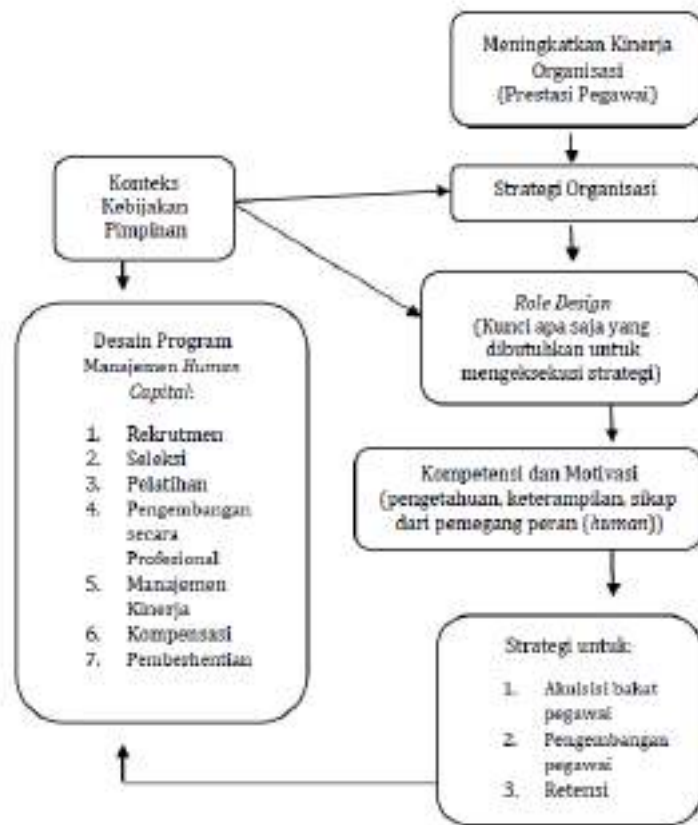 Meningkatkan Kinerja
Organisasi
(Prestasi Pegawai)
Konteks
Kebijakan
Pimpinan
Strategi Organisasi
Role Design
(Kunci apa saja yang
dibutuhkan untuk
mengeksekusi strategi)
Desain Program
Manajemen Human
Capital:
1. Rekrutmen
2. Seleksi
3. Pelatihan
4. Pengembangan
secara
Profesional
5. Manajemen
Kinerja
6. Kompensasi
7. Pemberhentian
Kompetensi dan Motivasi
(pengetahuan, keterampilan, sikap
dari pemegang peran (human))
Strategi untuk:
1. Akuisisi bakat
pegawai
2. Pengembangan
pegawai
3. Retensi